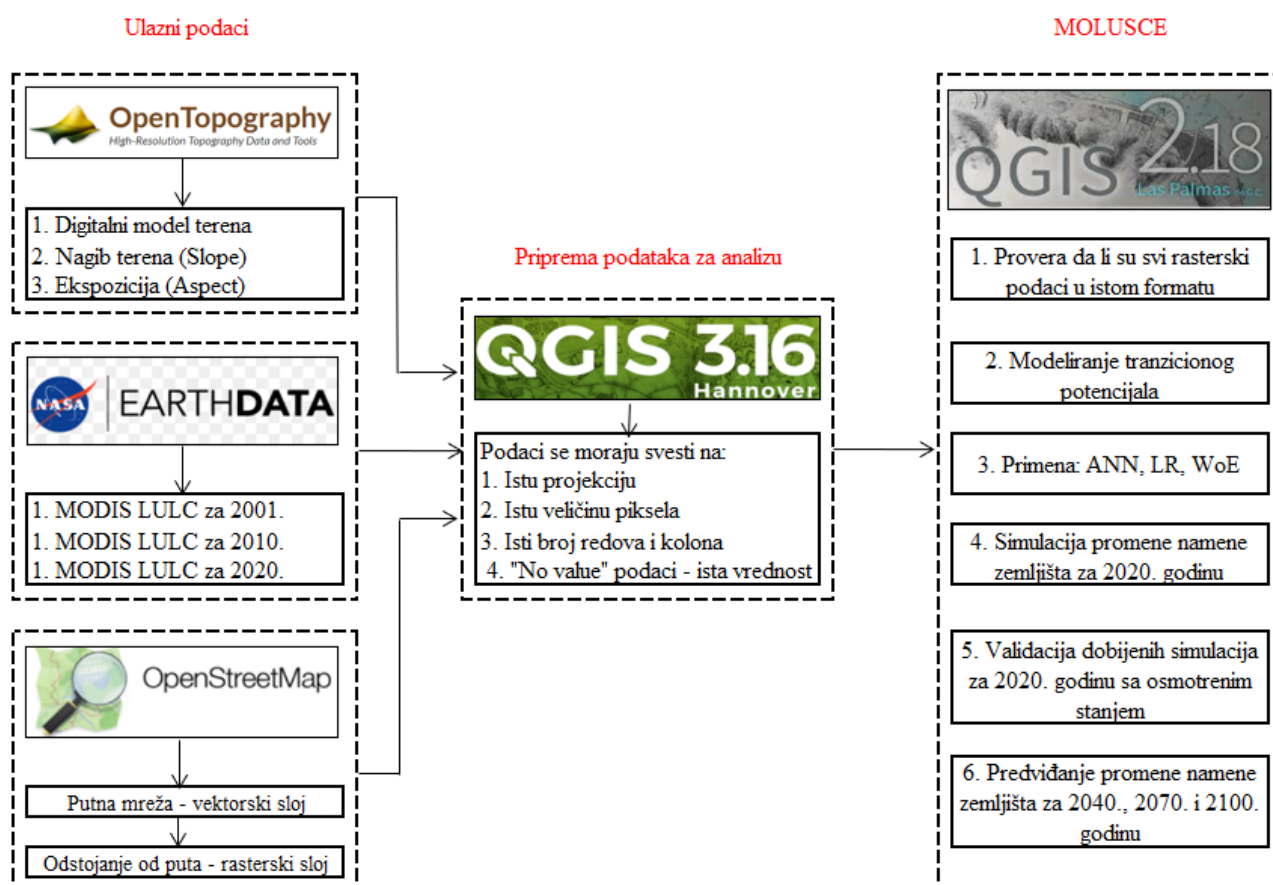 Ulazni podaci
OpenTopography
High-Resolution Topography Data and Tools
1. Digitalni model terena
2. Nagib terena (Slope)
3. Ekspozicija (Aspect)
NASA
EARTHDATA
1. MODIS LULC za 2001.
1. MODIS LULC za 2010.
1. MODIS LULC za 2020.
OpenStreetMap
Putna mreža - vektorski sloj
Odstojanje od puta - rasterski sloj
Priprema podataka za analizu
QGIS 3.16
Hannover
Podaci se moraju svesti na:
1. Istu projekciju
2. Istu veličinu piksela
3. Isti broj redova i kolona
4. "No value" podaci - ista vrednost
MOLUSCE
QGIS 2.18
Las Palmas
1. Provera da li su svi rasterski
podaci u istom formatu
2. Modeliranje tranzicionog
potencijala
3. Primena: ANN, LR, WoE
4. Simulacija promene namene
zemljišta za 2020. godinu
5. Validacija dobijenih simulacija
za 2020. godinu sa osmotrenim
stanjem
6. Predviđanje promene namene
zemljišta za 2040., 2070. i 2100.
godinu